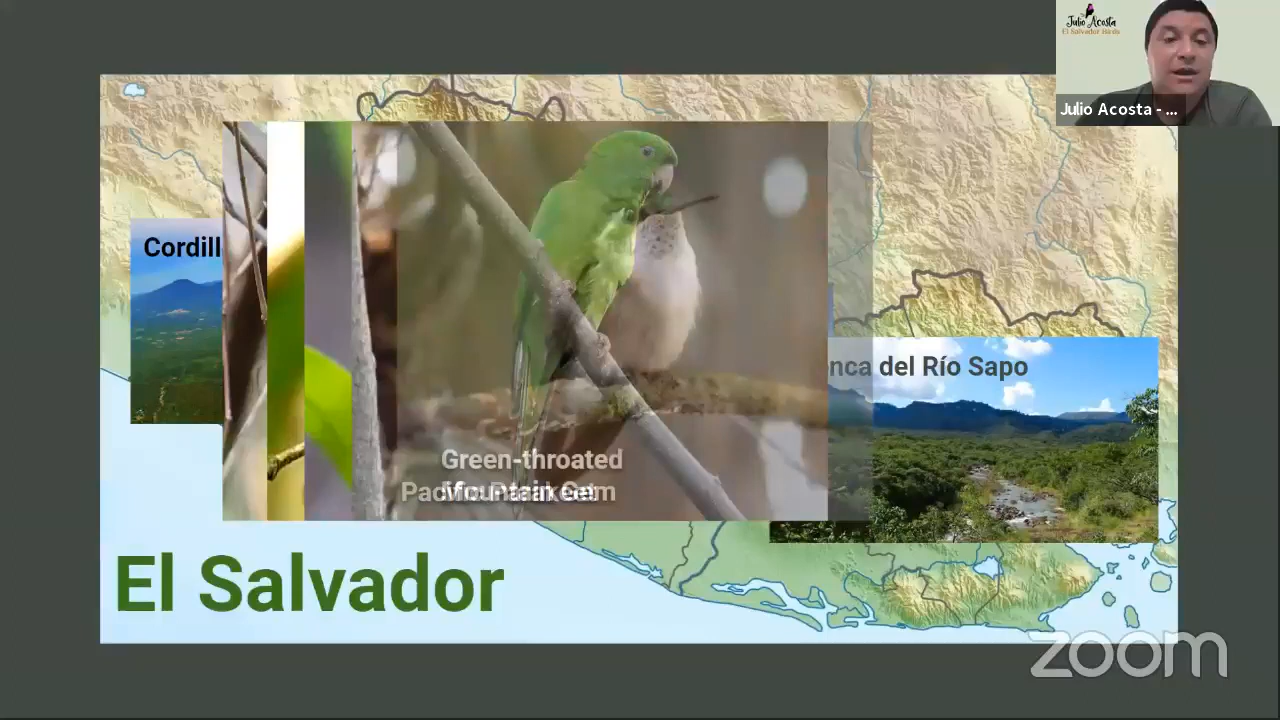 Julio Acosta
El Salvador Birds
Julio Acosta - ...
Cordill
nca del Río Sapo
Green-throated
El Salvador
zoom